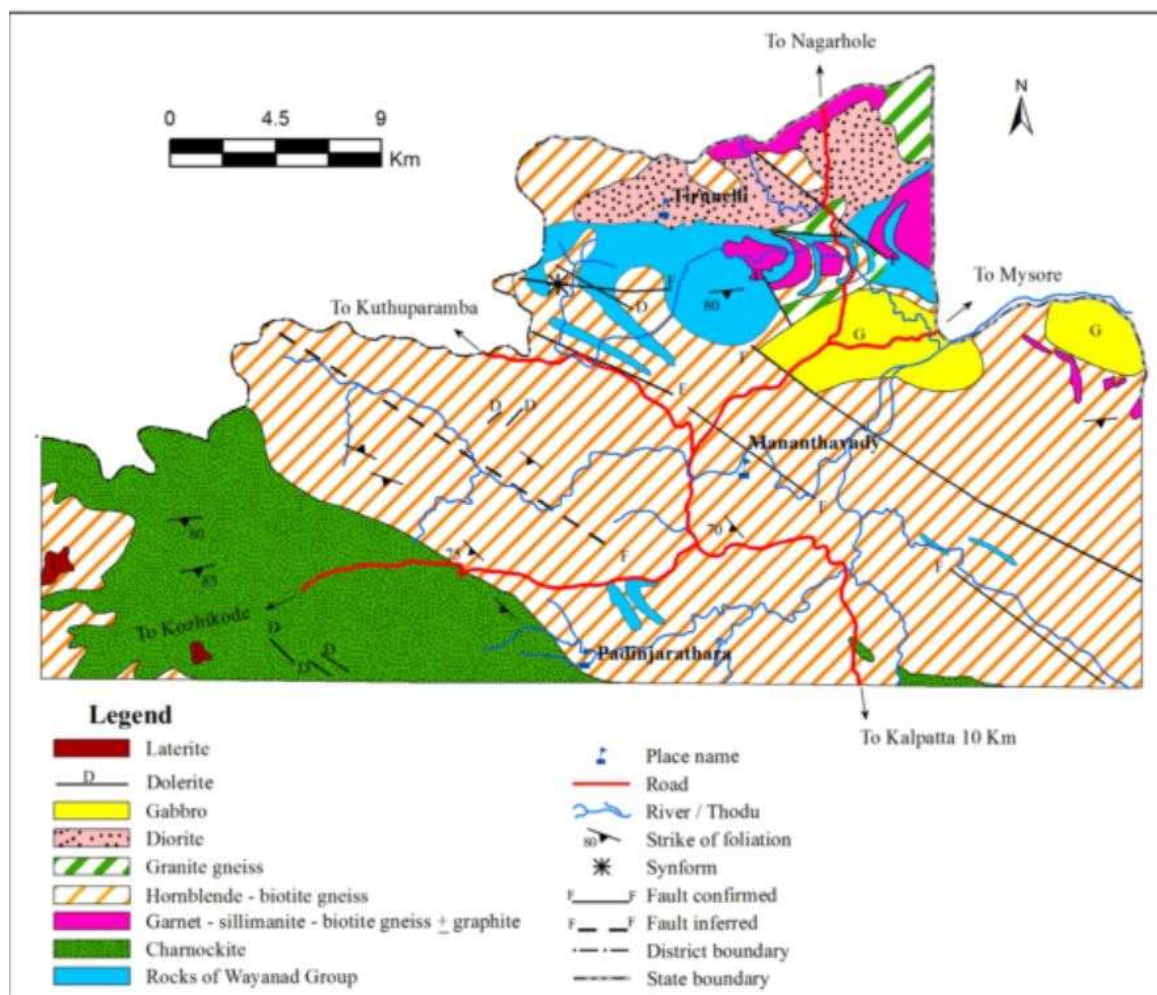 To Nagarhole
N
0 4.5 9
Km
Tirunelli
To Mysore
To Kuthuparamba
80
F
F
D
G
G
F
F
D D
Mananthavady
F
80
70
75
F
F
85
To Kozhikode
D
D
D
Padinjarathara
To Kalpatta 10 Km
Legend
Laterite
D Dolerite
Gabbro
Diorite
Granite gneiss
Hornblende - biotite gneiss
Garnet - sillimanite - biotite gneiss ± graphite
Charnockite
Rocks of Wayanad Group
Place name
Road
River / Thodu
80 Strike of foliation
Synform
F F Fault confirmed
F F Fault inferred
District boundary
State boundary